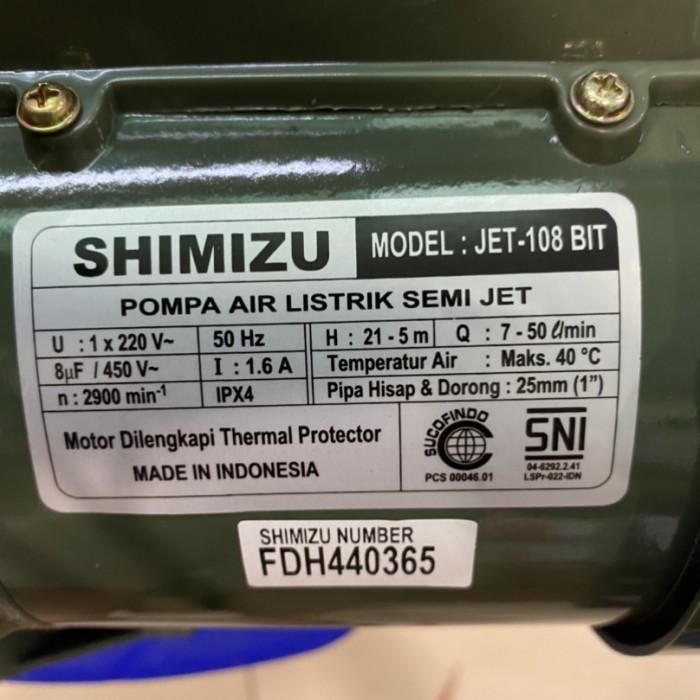 SHIMIZU MODEL : JET-108 BIT
POMPA AIR LISTRIK SEMI JET
U : 1 x 220 V~ 50 Hz H : 21 - 5 m Q : 7 - 50 ℓ/min
8µF / 450 V~ I : 1.6 A Temperatur Air : Maks. 40 °C
n : 2900 min⁻¹ IPX4 Pipa Hisap & Dorong : 25mm (1”)
Motor Dilengkapi Thermal Protector
MADE IN INDONESIA
SUCOFINDO
PCS 00046.01
SNI
04-6292.2.41
LSPr-022-IDN
SHIMIZU NUMBER
FDH440365